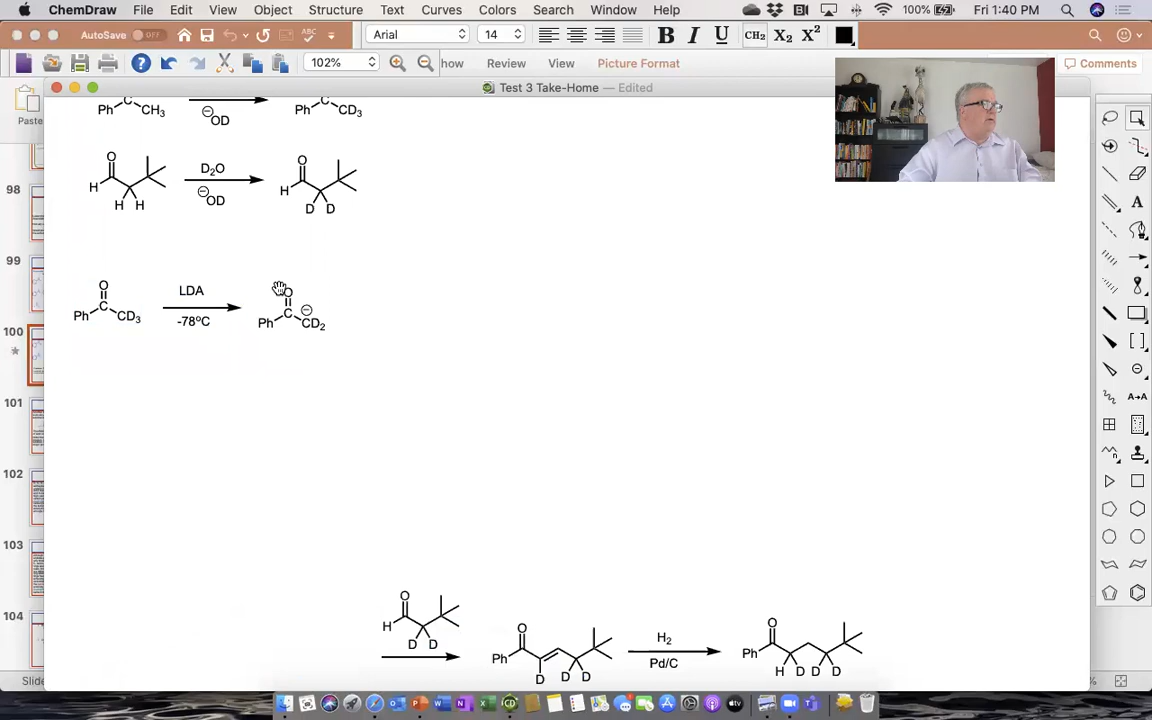 ChemDraw File Edit View Object Structure Text Curves Colors Search Window Help 100% Fri 1:40 PM
AutoSave OFF Arial 14 B I U CH2 X2 X2
102% how Review View Picture Format Comments
Test 3 Take-Home — Edited
Paste
Ph C CH3 ⊖OD Ph C CD3
98
O H H H D2O ⊖OD O H D D
99
O Ph C CD3 LDA -78ºC O Ph C ⊖ CD2
100
101
102
103
104
O H D D
O Ph D D D H2 Pd/C O Ph H D D D
Slid %